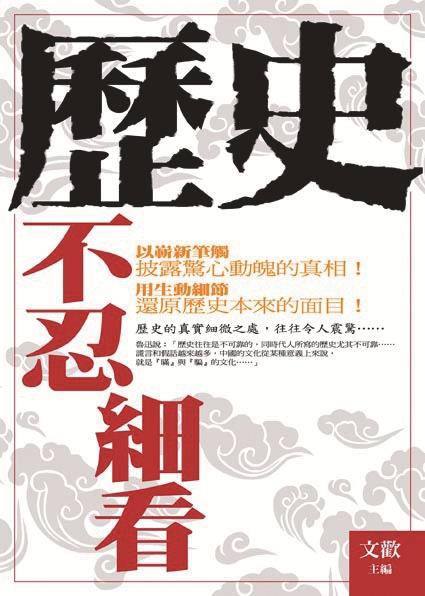 歷史
不忍
細看
以嶄新筆觸
披露驚心動魄的真相！
用生動細節
還原歷史本來的面目！
歷史的真實細微之處，往往令人震驚……
魯迅說：「歷史往往是不可靠的，同時代人所寫的歷史尤其不可靠……
謊言和假話越來越多，中國的文化從某種意義上來說，
就是『瞞』與『騙』的文化……」
文歡
主編